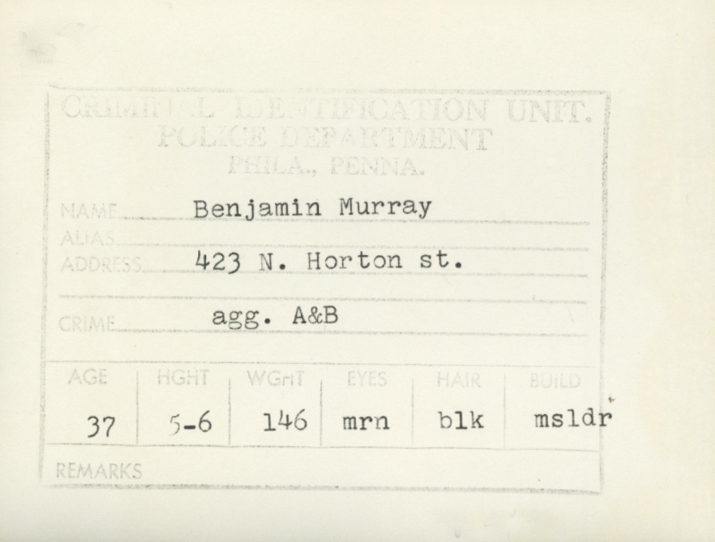 CRIMINAL IDENTIFICATION UNIT.
POLICE DEPARTMENT
PHILA., PENNA.
NAME Benjamin Murray
ALIAS
ADDRESS 423 N. Horton st.
CRIME agg. A&B
AGE HGHT WGHT EYES HAIR BUILD
37 5-6 146 mrn blk msldr
REMARKS